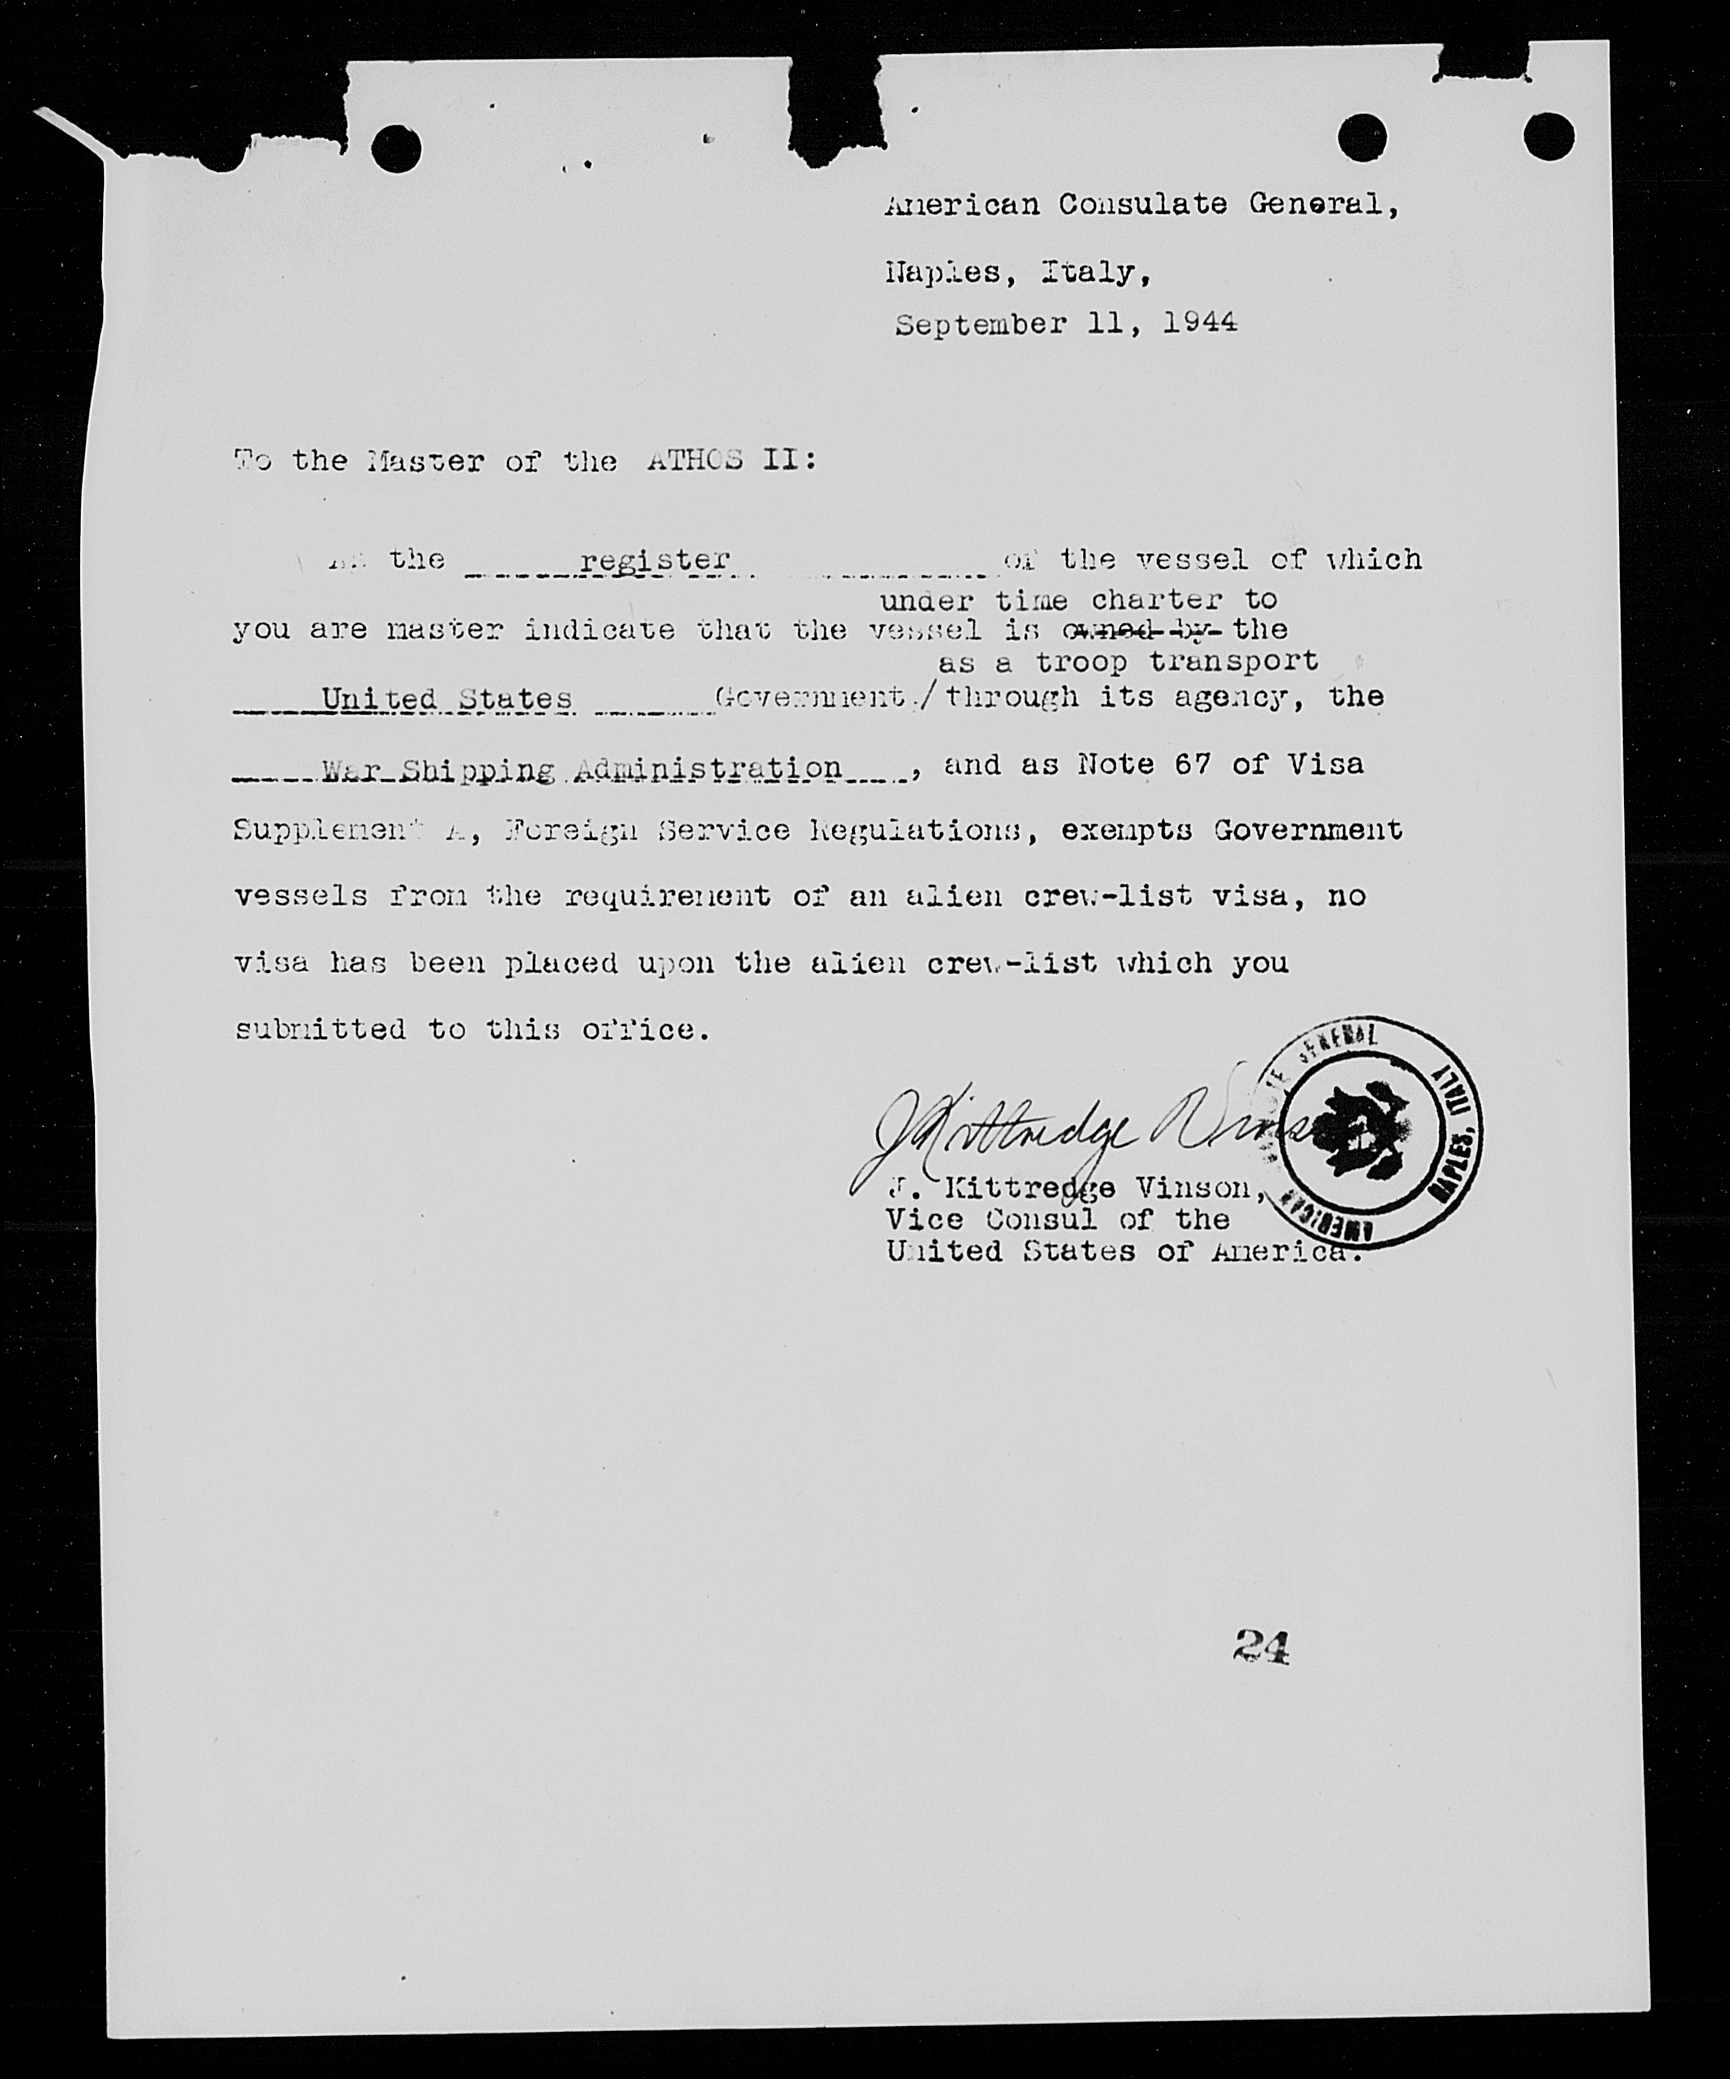 American Consulate General,
Naples, Italy,
September 11, 1944
To the Master of the ATHOS II:
the register of the vessel of which
under time charter to
you are master indicate that the vessel is owned by the
as a troop transport
United States Government,/through its agency, the
War Shipping Administration, and as Note 67 of Visa
Supplement A, Foreign Service Regulations, exempts Government
vessels from the requirement of an alien crew-list visa, no
visa has been placed upon the alien crew-list which you
submitted to this office.
J Kittredge Vinson
J. Kittredge Vinson,
Vice Consul of the
United States of America.
AMERICAN CONSULATE GENERAL
NAPLES, ITALY
24